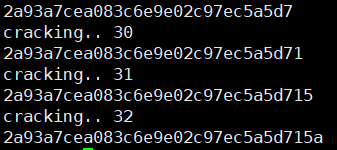 2a93a7cea083c6e9e02c97ec5a5d7
cracking.. 30
2a93a7cea083c6e9e02c97ec5a5d71
cracking.. 31
2a93a7cea083c6e9e02c97ec5a5d715
cracking.. 32
2a93a7cea083c6e9e02c97ec5a5d715a